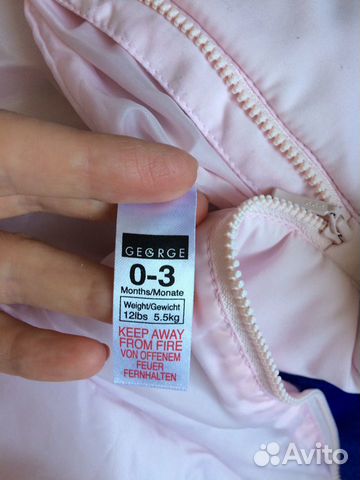 GEORGE
0-3
Months/Monate
Weight/Gewicht
12lbs 5.5kg
KEEP AWAY
FROM FIRE
VON OFFENEM
FEUER
FERNHALTEN
Avito